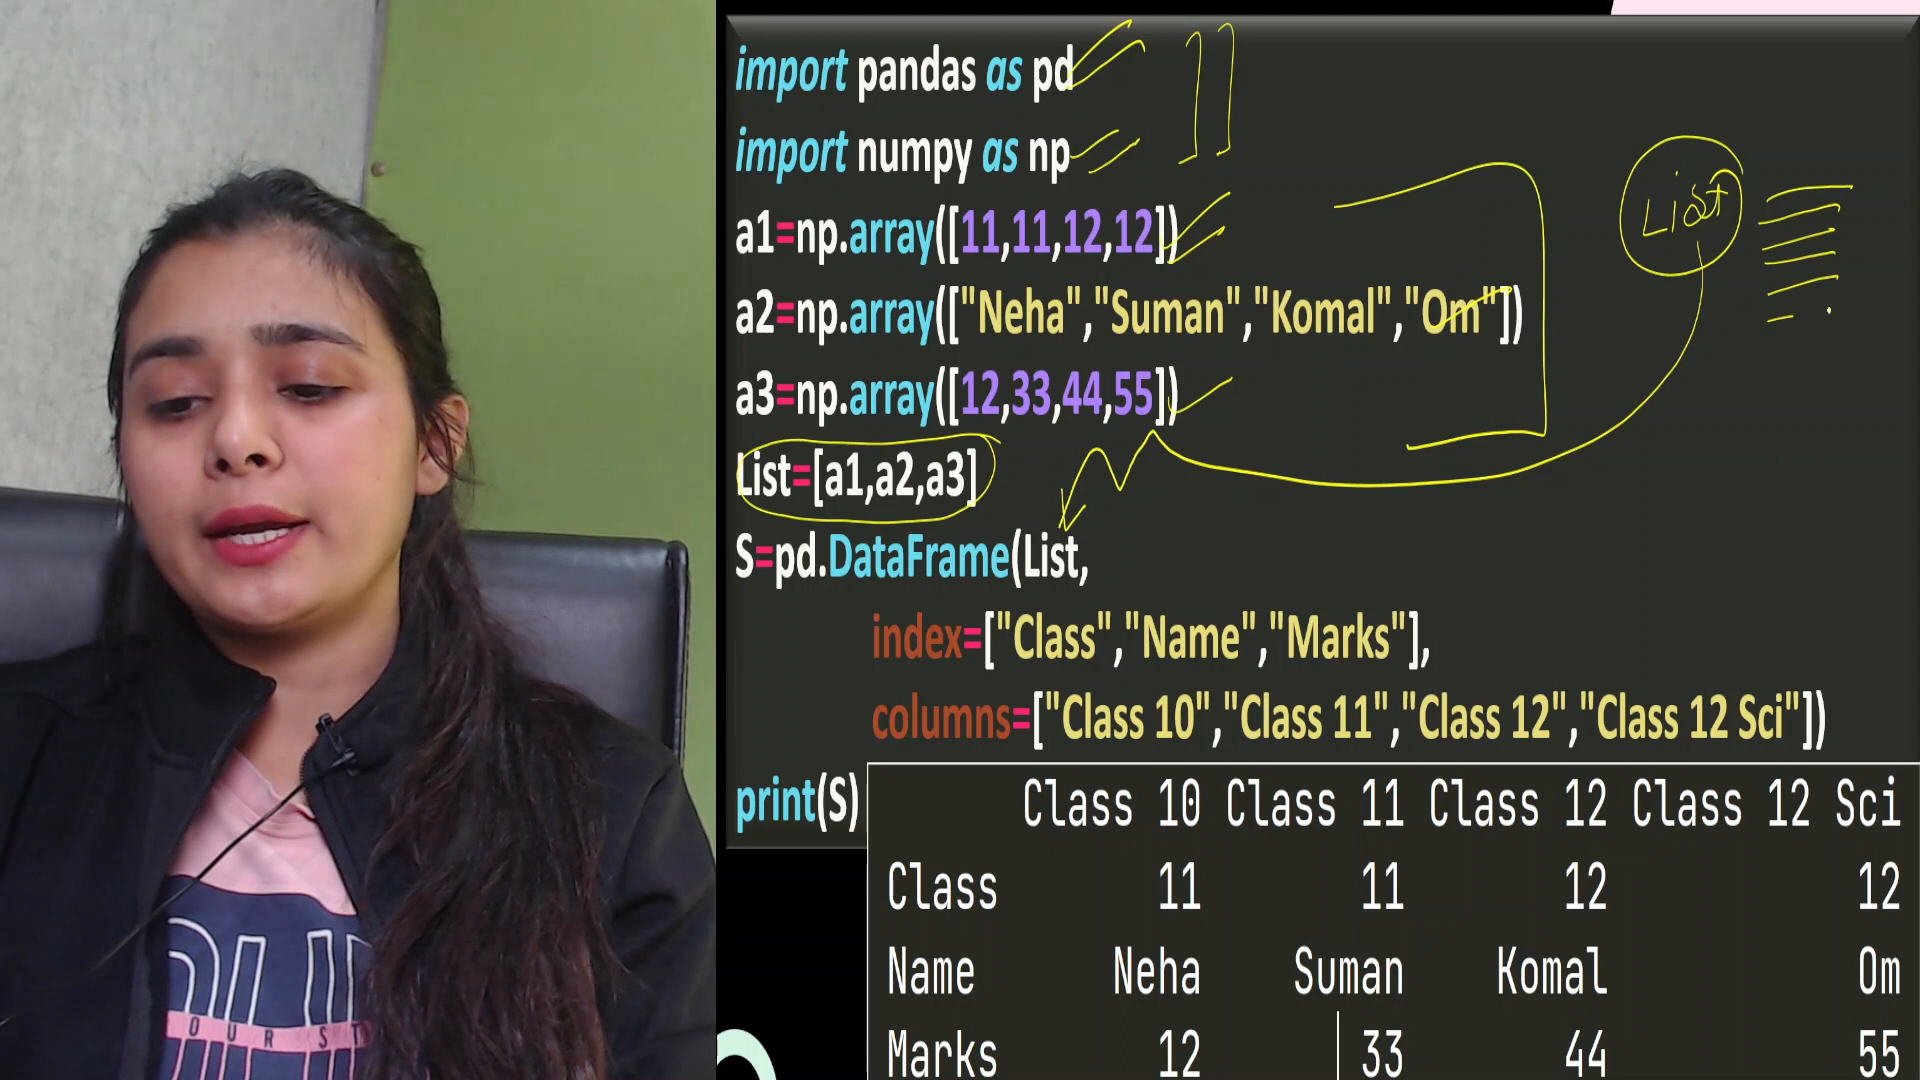 import pandas as pd
import numpy as np
a1=np.array([11,11,12,12])
List
a2=np.array(["Neha","Suman","Komal","Om"])
a3=np.array([12,33,44,55])
List=[a1,a2,a3]
S=pd.DataFrame(List,
index=["Class","Name","Marks"],
columns=["Class 10","Class 11","Class 12","Class 12 Sci"])
print(S)
Class 10 Class 11 Class 12 Class 12 Sci
Class 11 11 12 12
Name Neha Suman Komal Om
Marks 12 33 44 55